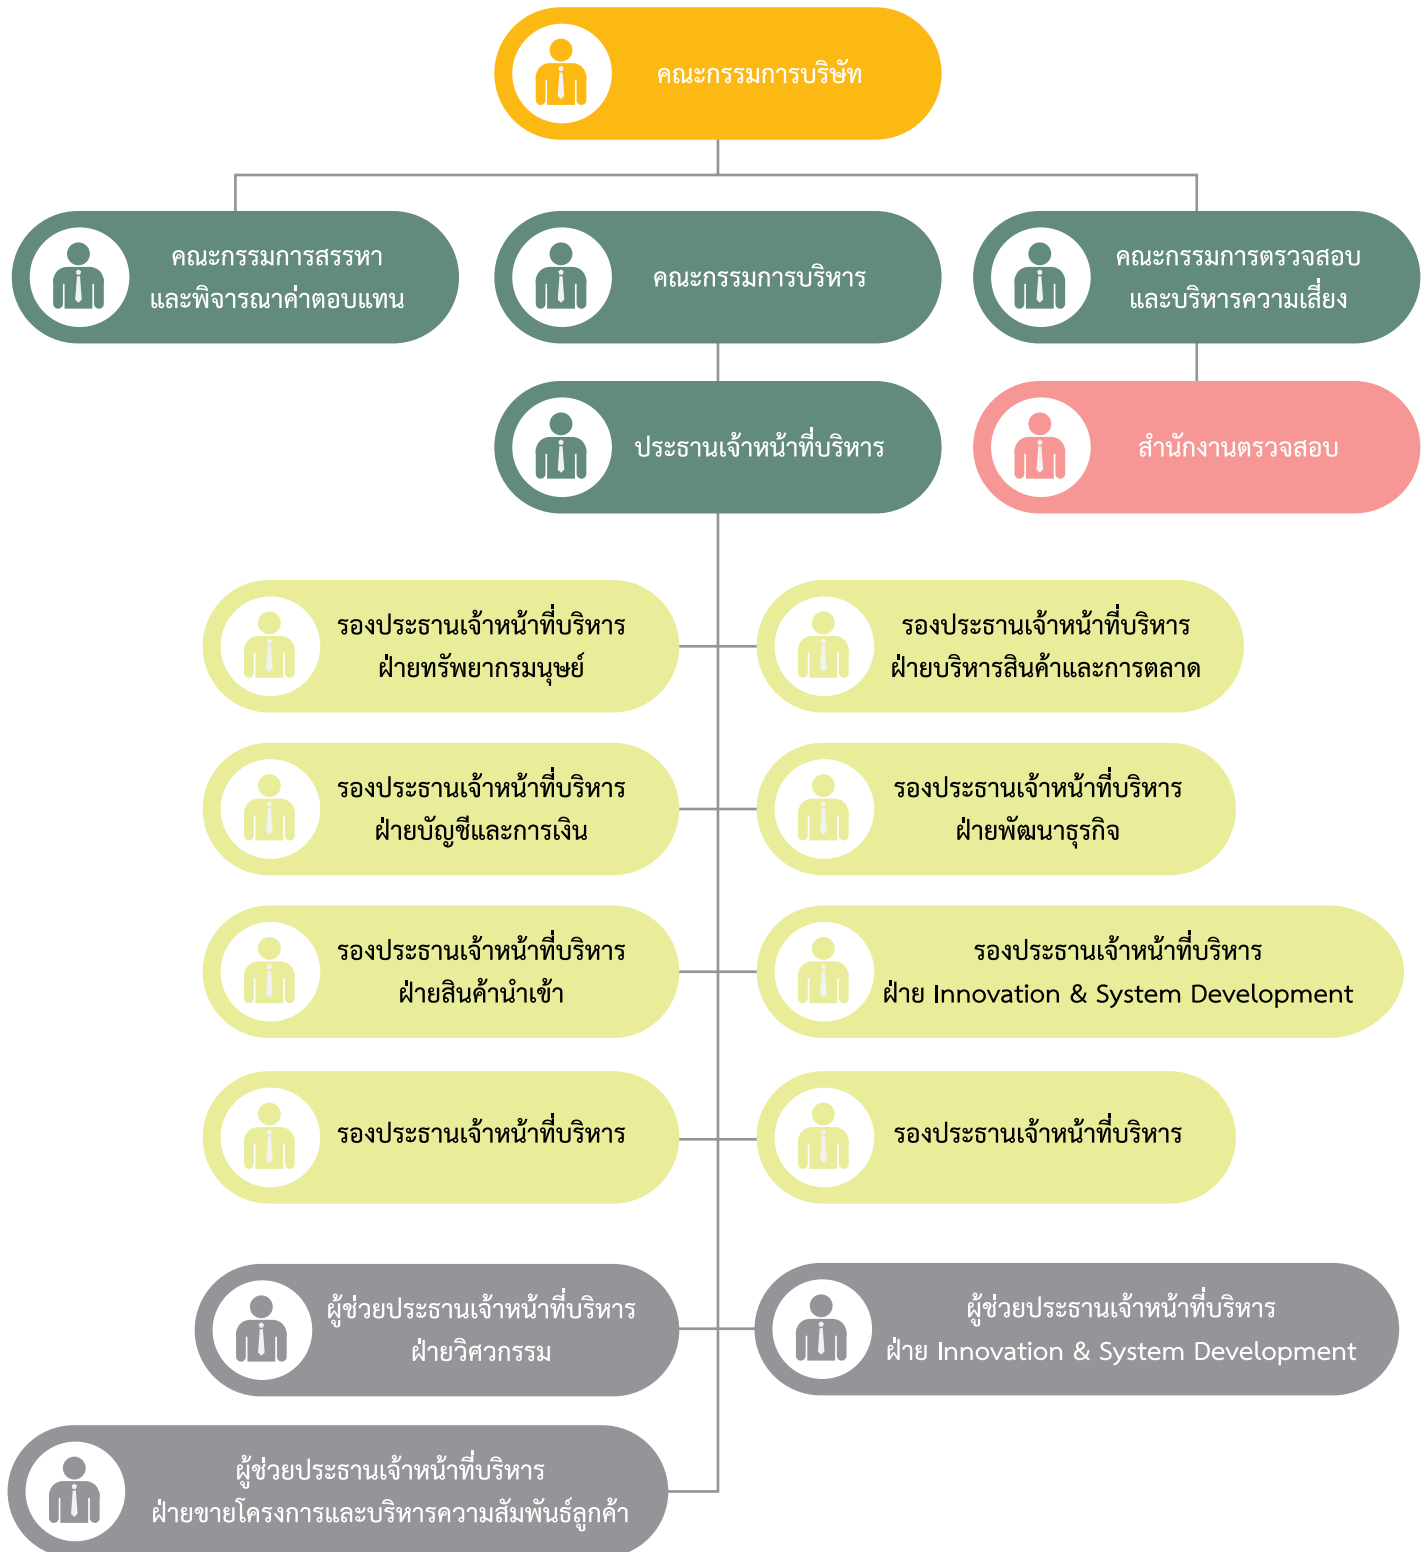 คณะกรรมการบริษัท
คณะกรรมการสรรหา
และพิจารณาค่าตอบแทน
คณะกรรมการบริหาร
คณะกรรมการตรวจสอบ
และบริหารความเสี่ยง
ประธานเจ้าหน้าที่บริหาร
สำนักงานตรวจสอบ
รองประธานเจ้าหน้าที่บริหาร
ฝ่ายทรัพยากรมนุษย์
รองประธานเจ้าหน้าที่บริหาร
ฝ่ายบริหารสินค้าและการตลาด
รองประธานเจ้าหน้าที่บริหาร
ฝ่ายบัญชีและการเงิน
รองประธานเจ้าหน้าที่บริหาร
ฝ่ายพัฒนาธุรกิจ
รองประธานเจ้าหน้าที่บริหาร
ฝ่ายสินค้านำเข้า
รองประธานเจ้าหน้าที่บริหาร
ฝ่าย Innovation & System Development
รองประธานเจ้าหน้าที่บริหาร
รองประธานเจ้าหน้าที่บริหาร
ผู้ช่วยประธานเจ้าหน้าที่บริหาร
ฝ่ายวิศวกรรม
ผู้ช่วยประธานเจ้าหน้าที่บริหาร
ฝ่าย Innovation & System Development
ผู้ช่วยประธานเจ้าหน้าที่บริหาร
ฝ่ายขายโครงการและบริหารความสัมพันธ์ลูกค้า